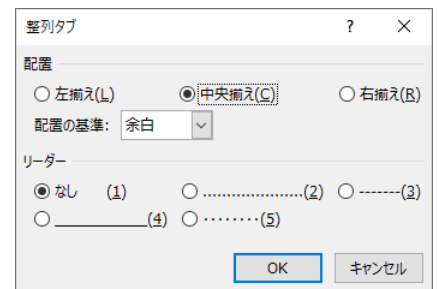 整列タブ ? ×
配置
左揃え(L) 中央揃え(C) 右揃え(R)
配置の基準: 余白
リーダー
なし (1) .....................(2) -------(3)
____________(4) ········(5)
OK キャンセル